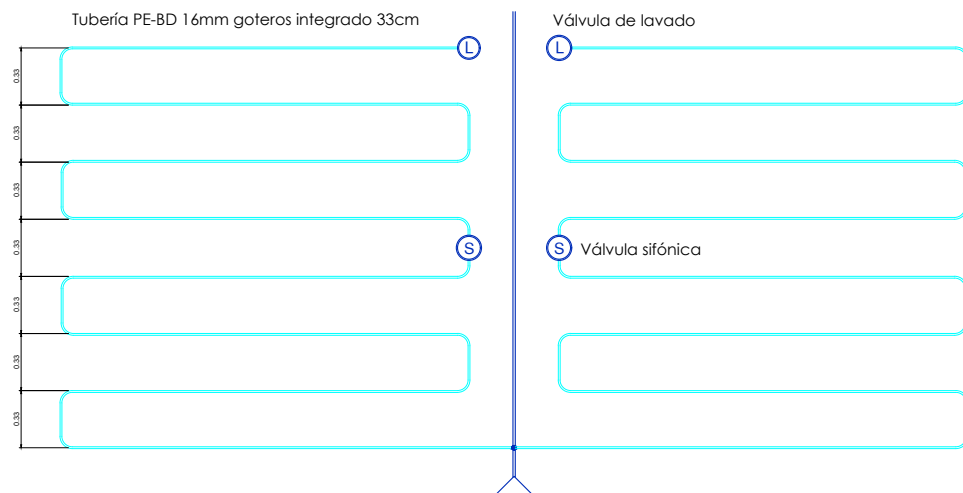 Tubería PE-BD 16mm goteros integrado 33cm
Válvula de lavado
L
L
0.33
0.33
0.33
0.33
S
S
Válvula sifónica
0.33
0.33
0.33